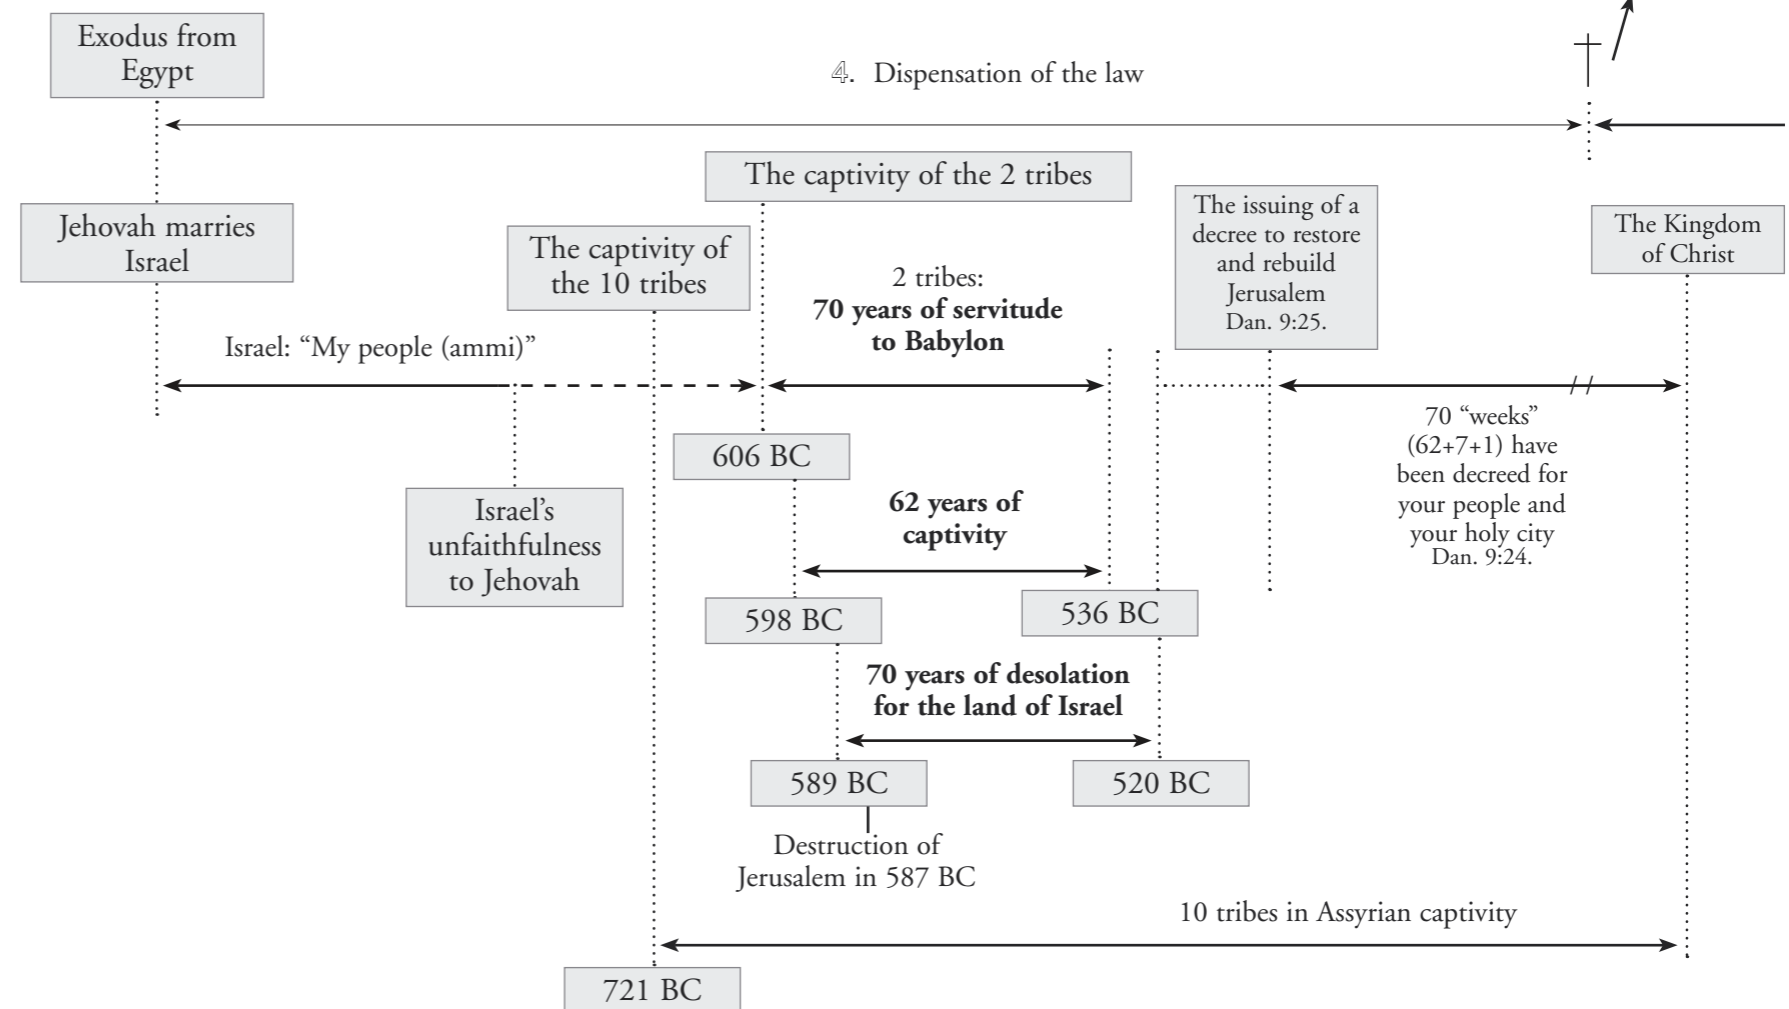 Exodus from
Egypt
4. Dispensation of the law
The captivity of the 2 tribes
Jehovah marries
Israel
The captivity of
the 10 tribes
2 tribes:
70 years of servitude
to Babylon
The issuing of a
decree to restore
and rebuild
Jerusalem
Dan. 9:25.
The Kingdom
of Christ
Israel: “My people (ammi)”
606 BC
70 “weeks”
(62+7+1) have
been decreed for
your people and
your holy city
Dan. 9:24.
Israel’s
unfaithfulness
to Jehovah
62 years of
captivity
598 BC
536 BC
70 years of desolation
for the land of Israel
589 BC
520 BC
Destruction of
Jerusalem in 587 BC
10 tribes in Assyrian captivity
721 BC